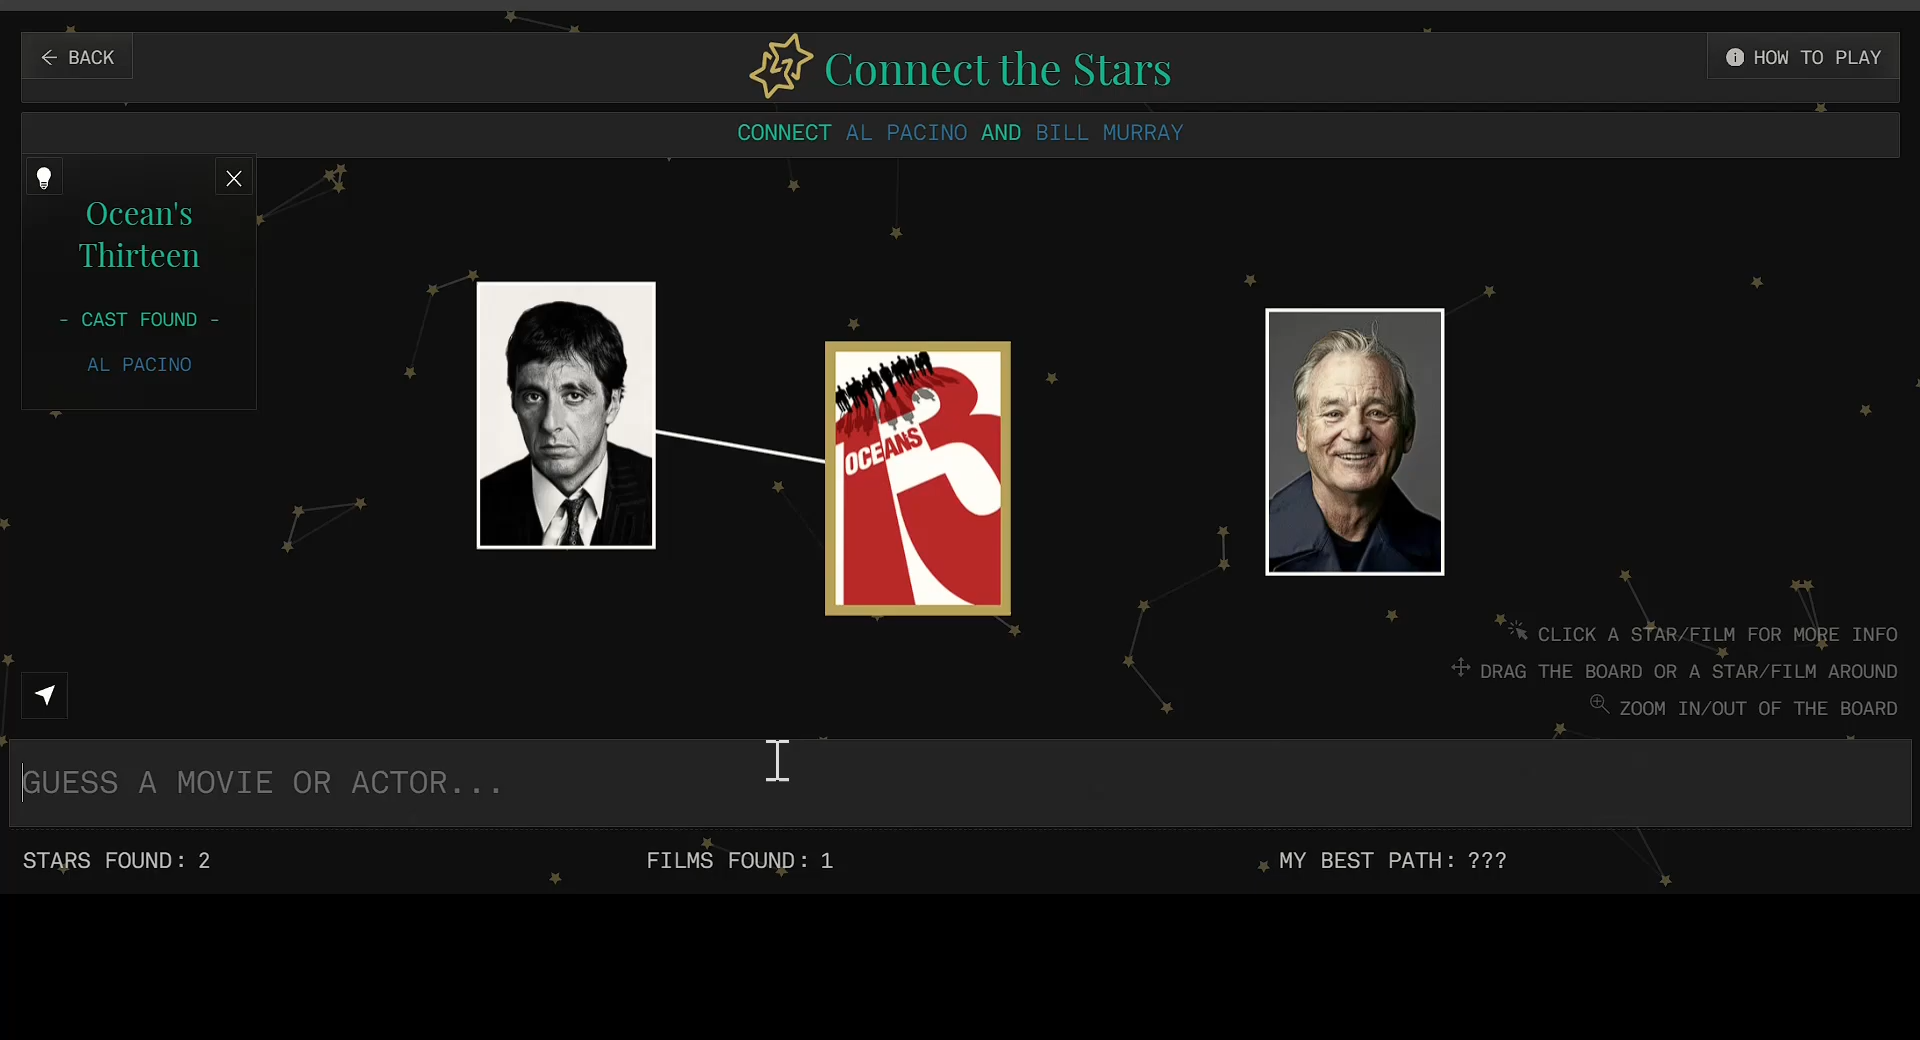 BACK
Connect the Stars
HOW TO PLAY
CONNECT AL PACINO AND BILL MURRAY
Ocean's
Thirteen
- CAST FOUND -
AL PACINO
OCEANS
13
CLICK A STAR/FILM FOR MORE INFO
DRAG THE BOARD OR A STAR/FILM AROUND
ZOOM IN/OUT OF THE BOARD
GUESS A MOVIE OR ACTOR...
STARS FOUND: 2
FILMS FOUND: 1
MY BEST PATH: ???